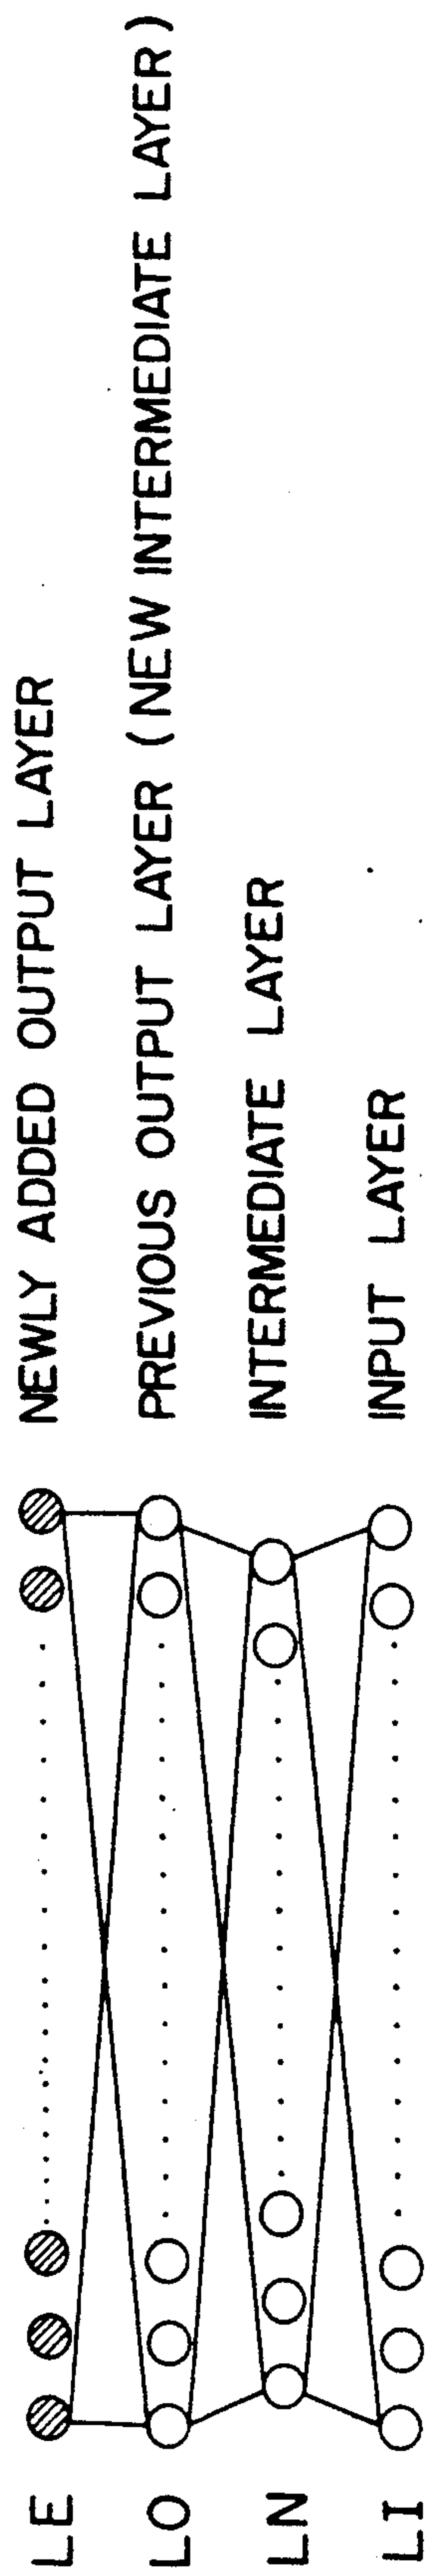 LE NEWLY ADDED OUTPUT LAYER
LO PREVIOUS OUTPUT LAYER (NEW INTERMEDIATE LAYER)
LN INTERMEDIATE LAYER
LI INPUT LAYER